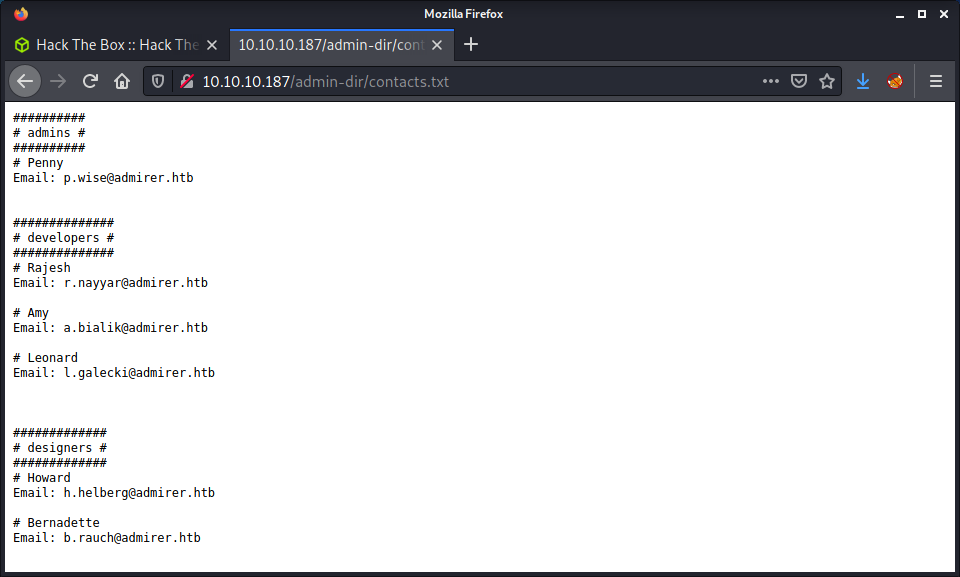 Mozilla Firefox
Hack The Box :: Hack The
10.10.10.187/admin-dir/cont
10.10.10.187/admin-dir/contacts.txt
##########
# admins #
##########
# Penny
Email: p.wise@admirer.htb
##############
# developers #
##############
# Rajesh
Email: r.nayyar@admirer.htb
# Amy
Email: a.bialik@admirer.htb
# Leonard
Email: l.galecki@admirer.htb
#############
# designers #
#############
# Howard
Email: h.helberg@admirer.htb
# Bernadette
Email: b.rauch@admirer.htb